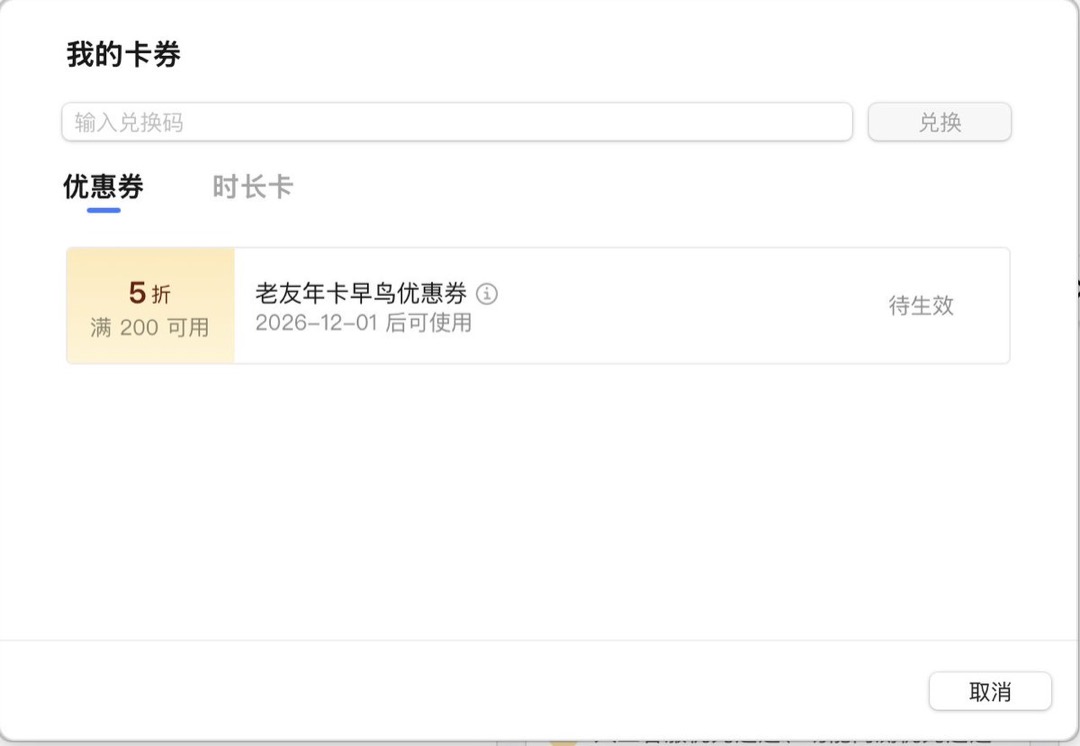 我的卡券
输入兑换码
兑换
优惠券
时长卡
5折
满 200 可用
老友年卡早鸟优惠券
2026-12-01 后可使用
待生效
取消